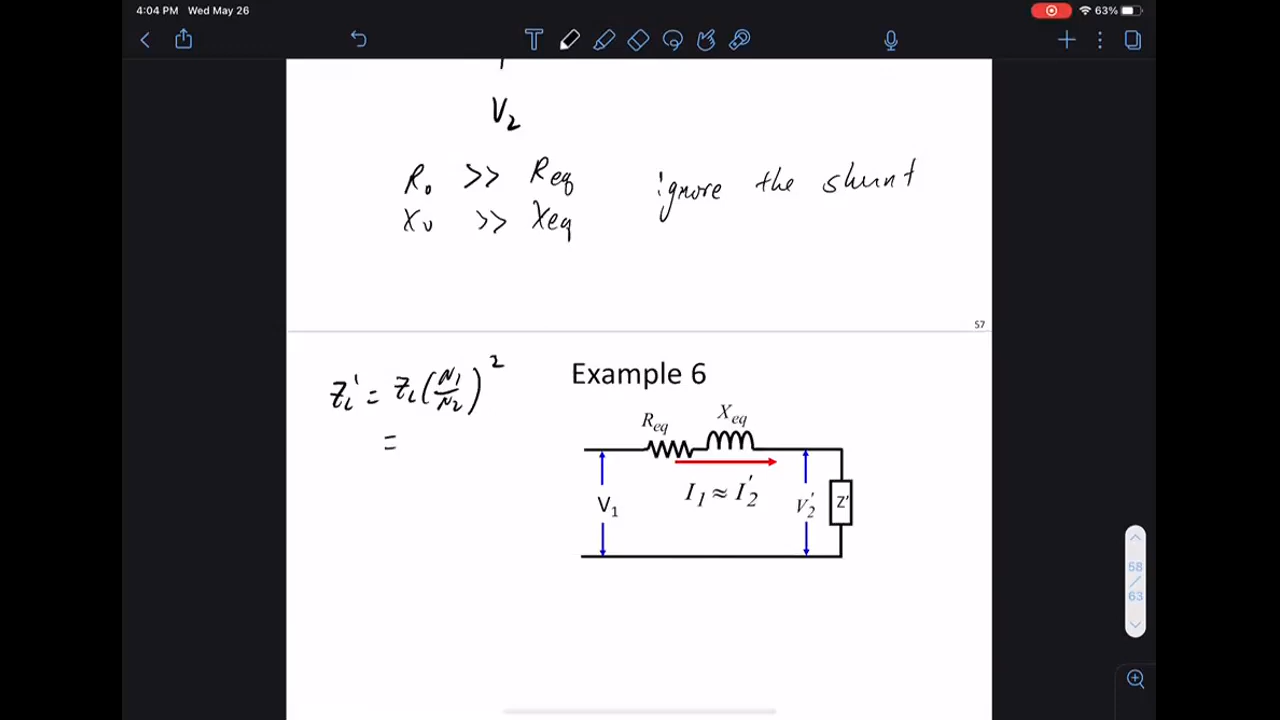 4:04 PM Wed May 26
63%
T
V₂
R₀ >> Req
ignore the shunt
X₀ >> Xeq
57
Z'L = ZL(N₁/N₂)²
=
Example 6
Req
Xeq
I₁ ≈ I'₂
V₁
V'₂
Z'
58
/
63